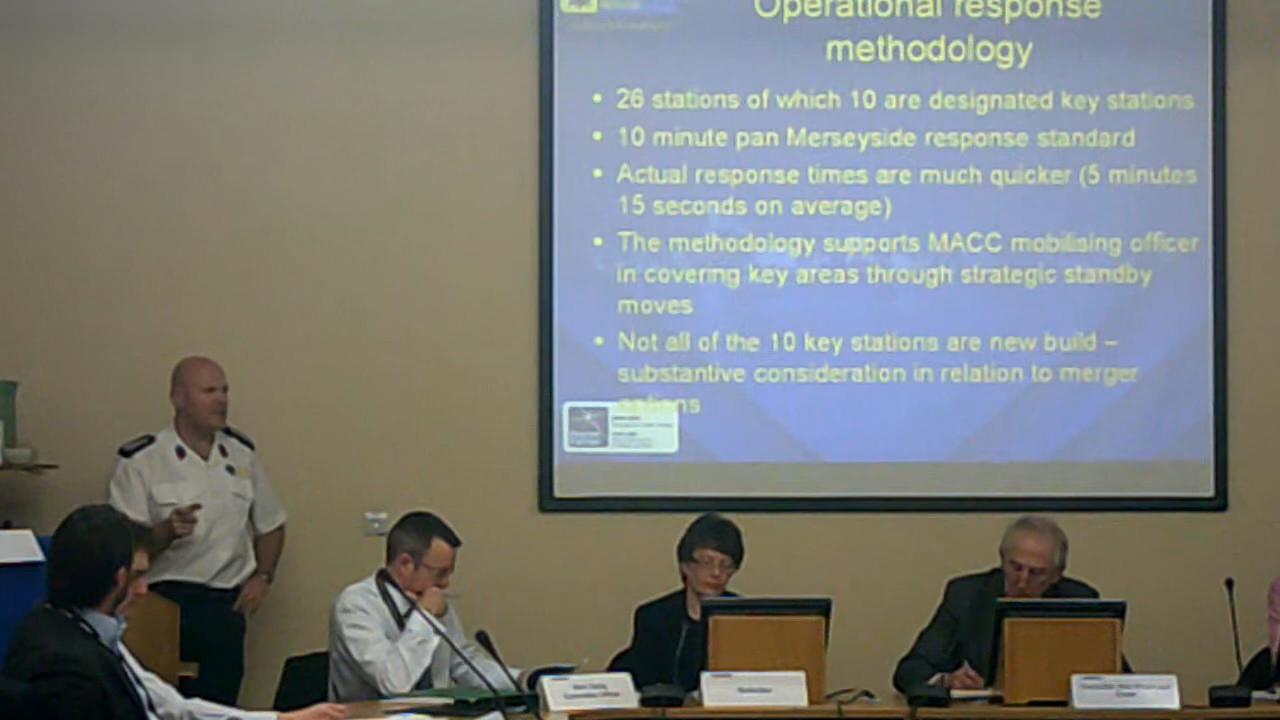 Operational response
methodology
• 26 stations of which 10 are designated key stations
• 10 minute pan Merseyside response standard
• Actual response times are much quicker (5 minutes
15 seconds on average)
• The methodology supports MACC mobilising officer
in covering key areas through strategic standby
moves
• Not all of the 10 key stations are new build –
substantive consideration in relation to merger
options